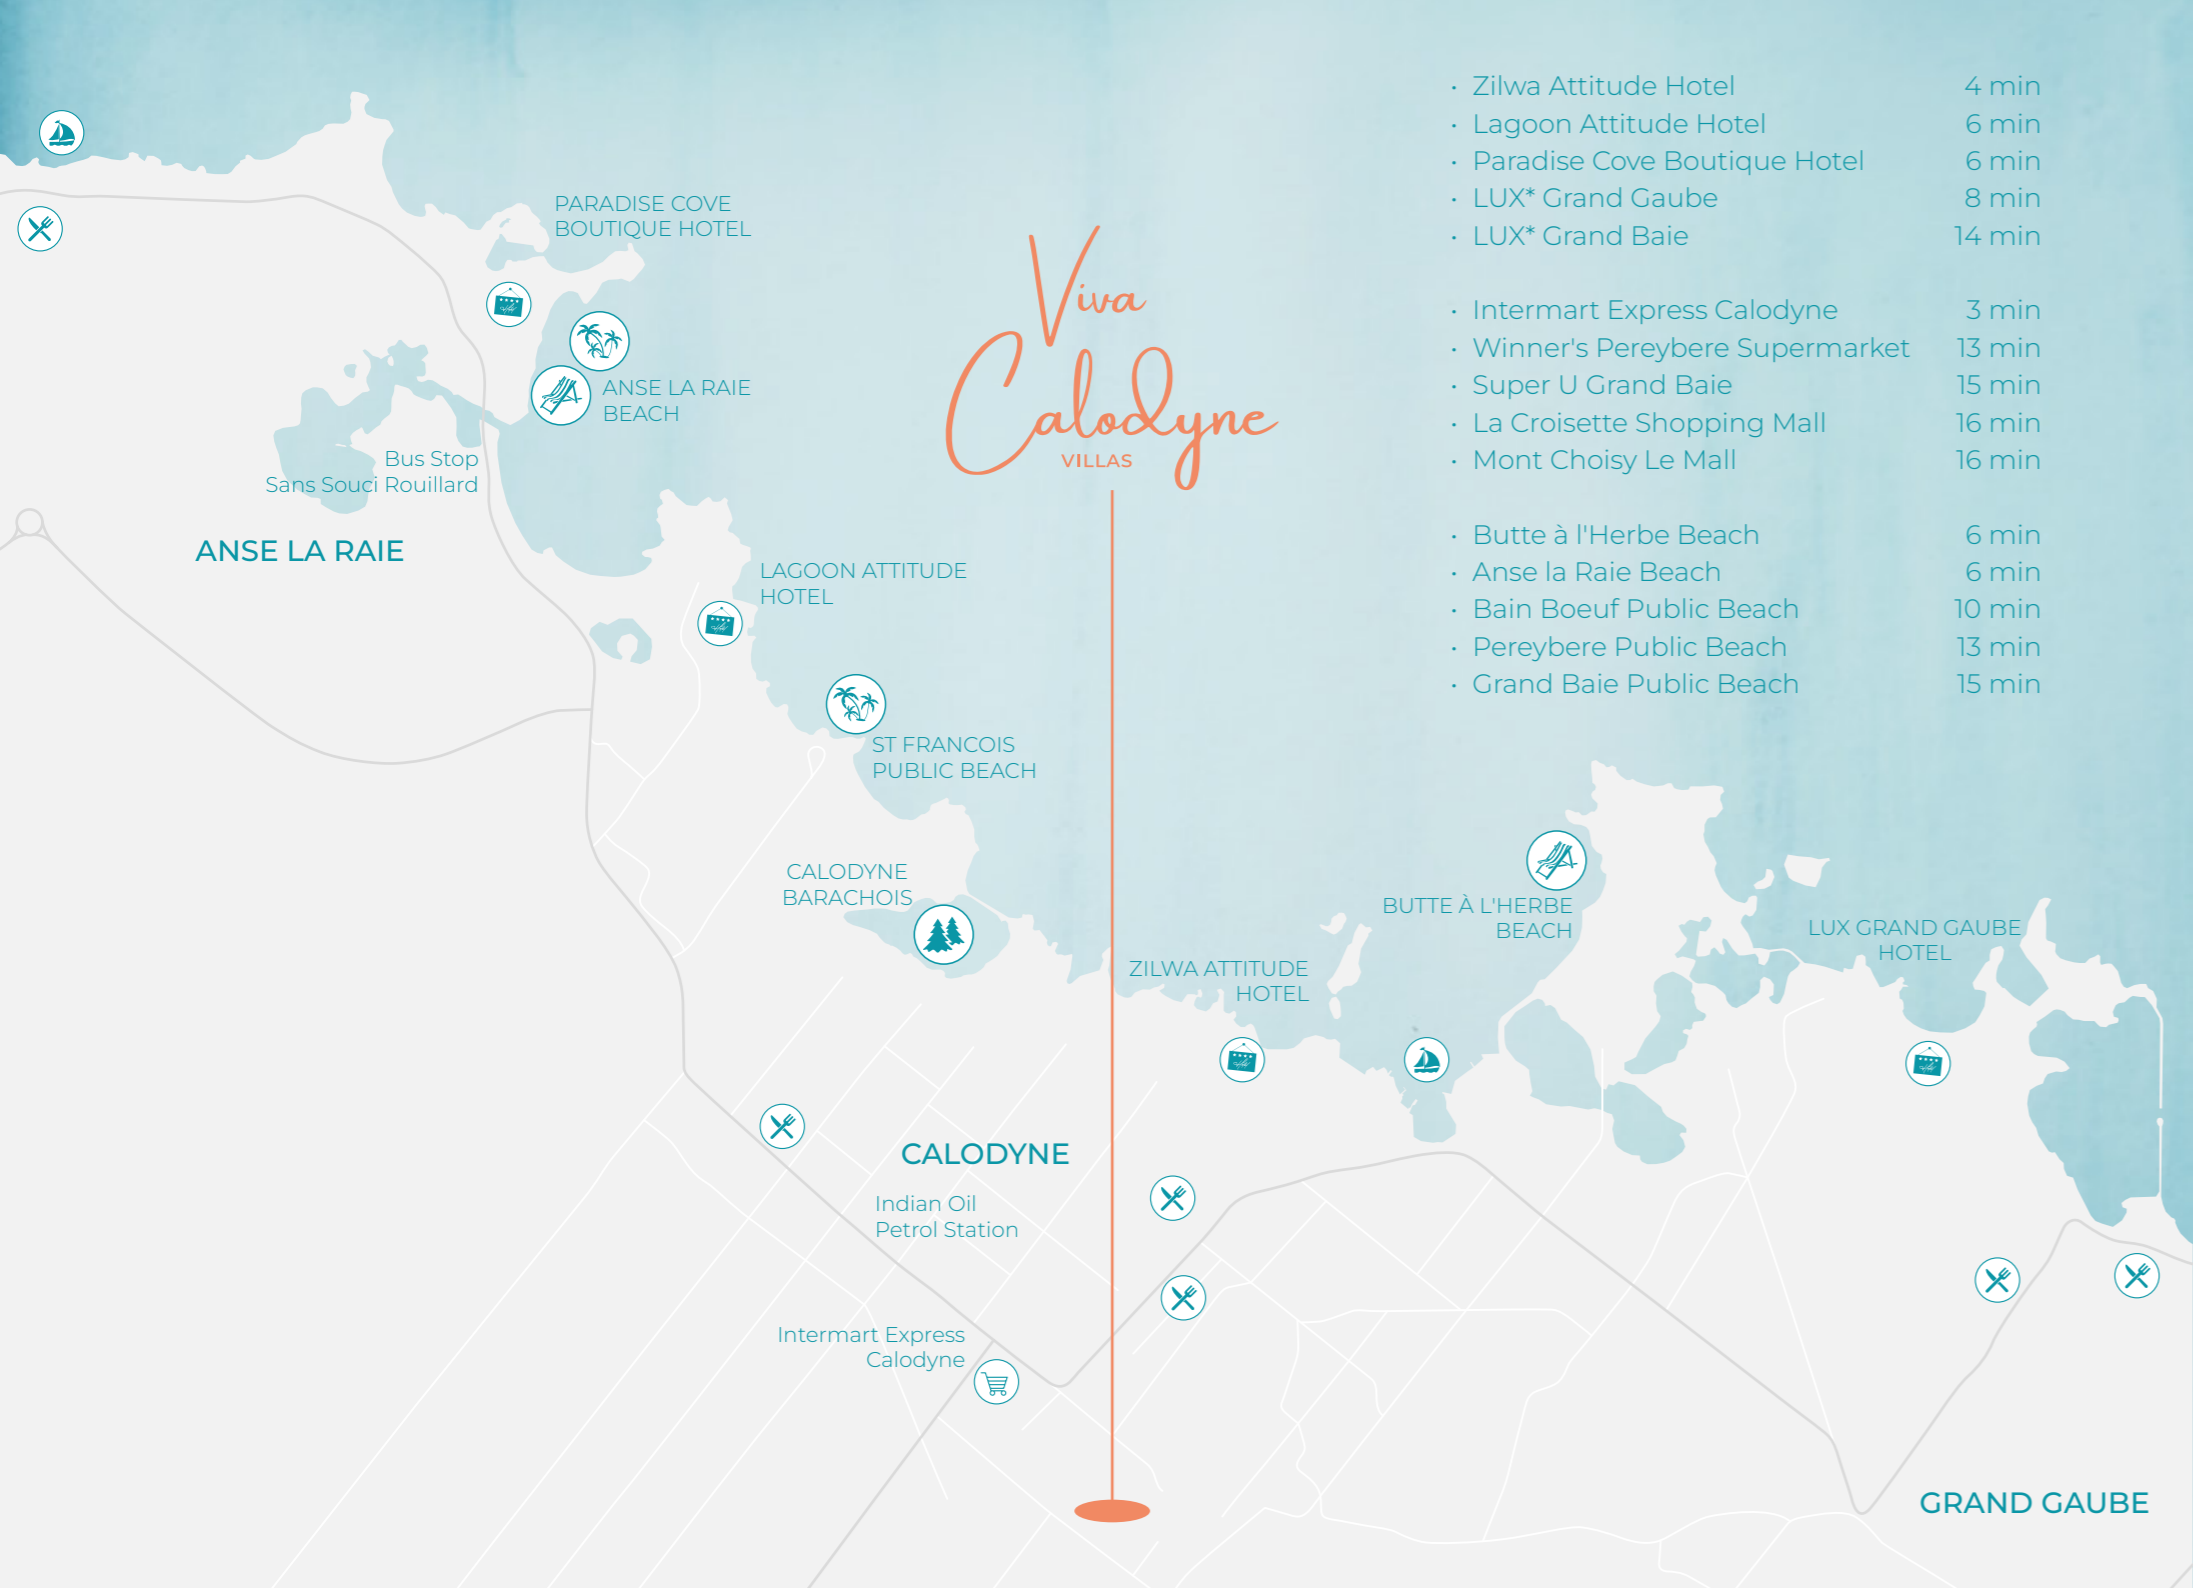 Zilwa Attitude Hotel 4 min
Lagoon Attitude Hotel 6 min
Paradise Cove Boutique Hotel 6 min
LUX* Grand Gaube 8 min
LUX* Grand Baie 14 min
Intermart Express Calodyne 3 min
Winner's Pereybere Supermarket 13 min
Super U Grand Baie 15 min
La Croisette Shopping Mall 16 min
Mont Choisy Le Mall 16 min
Butte à l'Herbe Beach 6 min
Anse la Raie Beach 6 min
Bain Boeuf Public Beach 10 min
Pereybere Public Beach 13 min
Grand Baie Public Beach 15 min
Viva
Calodyne
VILLAS
PARADISE COVE
BOUTIQUE HOTEL
ANSE LA RAIE
BEACH
Bus Stop
Sans Souci Rouillard
ANSE LA RAIE
LAGOON ATTITUDE
HOTEL
ST FRANCOIS
PUBLIC BEACH
CALODYNE
BARACHOIS
BUTTE À L'HERBE
BEACH
LUX GRAND GAUBE
HOTEL
ZILWA ATTITUDE
HOTEL
CALODYNE
Indian Oil
Petrol Station
Intermart Express
Calodyne
GRAND GAUBE